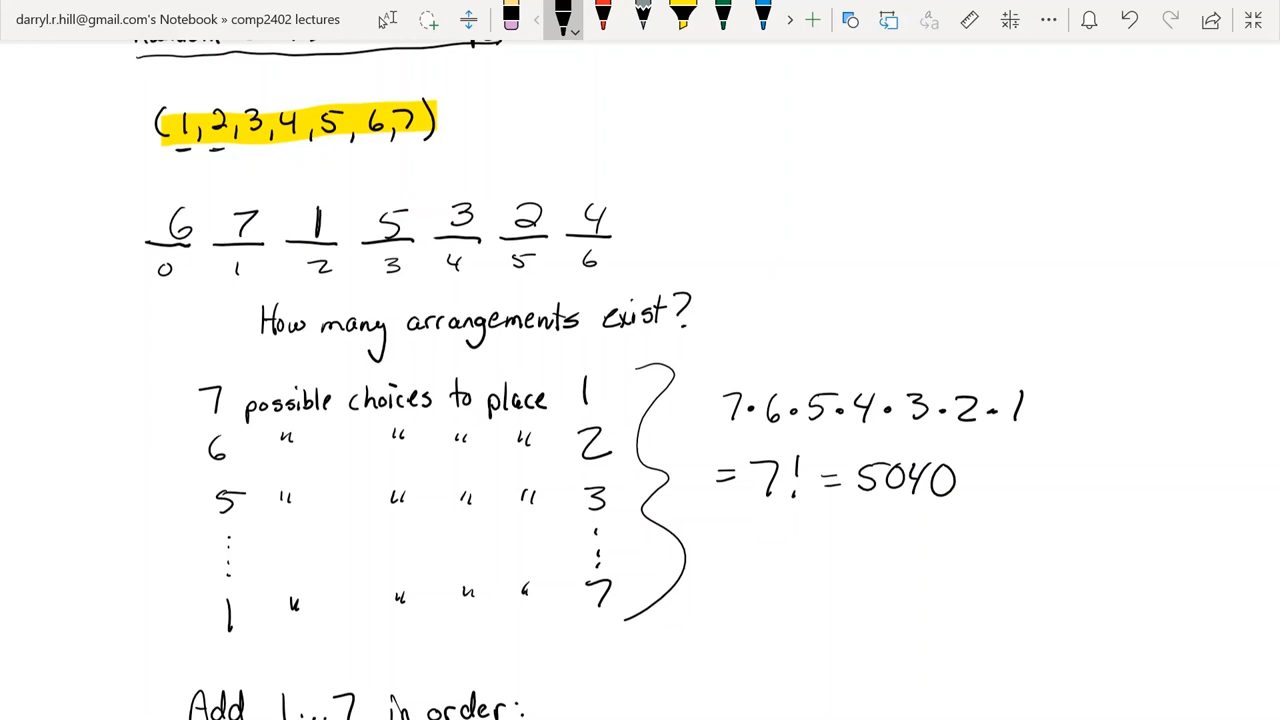 darryl.r.hill@gmail.com's Notebook » comp2402 lectures
(1,2,3,4,5,6,7)
6 7 1 5 3 2 4
0 1 2 3 4 5 6
How many arrangements exist?
7 possible choices to place 1
6 " " " " 2
5 " " " " 3
⋮ ⋮
1 " " " " 7
7·6·5·4·3·2·1
= 7! = 5040
Add 1...7 in order: